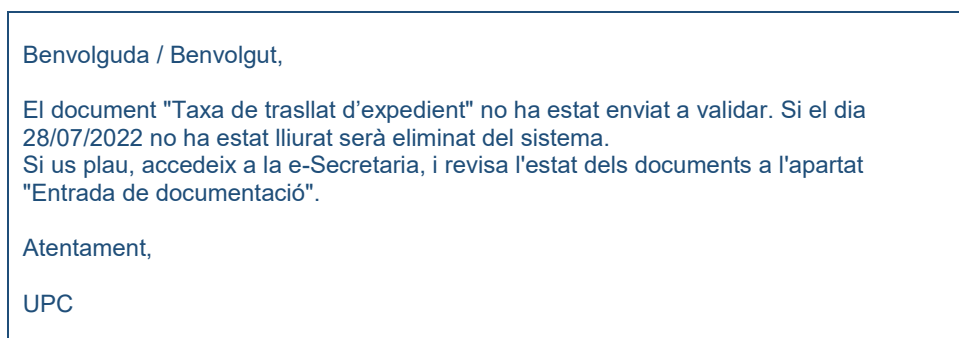 Benvolguda / Benvolgut,
El document "Taxa de trasllat d’expedient" no ha estat enviat a validar. Si el dia
28/07/2022 no ha estat lliurat serà eliminat del sistema.
Si us plau, accedeix a la e-Secretaria, i revisa l'estat dels documents a l'apartat
"Entrada de documentació".
Atentament,
UPC